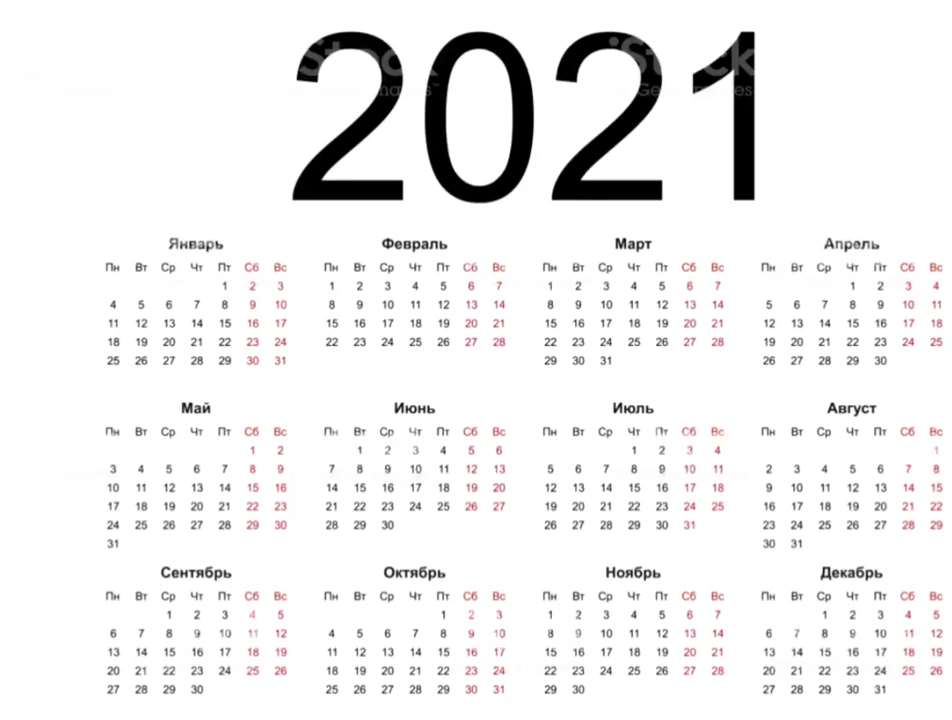 2021
Январь Февраль Март Апрель
Пн Вт Ср Чт Пт Сб Вс Пн Вт Ср Чт Пт Сб Вс Пн Вт Ср Чт Пт Сб Вс Пн Вт Ср Чт Пт Сб Вс
1 2 3 1 2 3 4 5 6 7 1 2 3 4 5 6 7 1 2 3 4
4 5 6 7 8 9 10 8 9 10 11 12 13 14 8 9 10 11 12 13 14 5 6 7 8 9 10 11
11 12 13 14 15 16 17 15 16 17 18 19 20 21 15 16 17 18 19 20 21 12 13 14 15 16 17 18
18 19 20 21 22 23 24 22 23 24 25 26 27 28 22 23 24 25 26 27 28 19 20 21 22 23 24 25
25 26 27 28 29 30 31 29 30 31 26 27 28 29 30
Май Июнь Июль Август
Пн Вт Ср Чт Пт Сб Вс Пн Вт Ср Чт Пт Сб Вс Пн Вт Ср Чт Пт Сб Вс Пн Вт Ср Чт Пт Сб Вс
1 2 1 2 3 4 5 6 1 2 3 4 1
3 4 5 6 7 8 9 7 8 9 10 11 12 13 5 6 7 8 9 10 11 2 3 4 5 6 7 8
10 11 12 13 14 15 16 14 15 16 17 18 19 20 12 13 14 15 16 17 18 9 10 11 12 13 14 15
17 18 19 20 21 22 23 21 22 23 24 25 26 27 19 20 21 22 23 24 25 16 17 18 19 20 21 22
24 25 26 27 28 29 30 28 29 30 26 27 28 29 30 31 23 24 25 26 27 28 29
31 30 31
Сентябрь Октябрь Ноябрь Декабрь
Пн Вт Ср Чт Пт Сб Вс Пн Вт Ср Чт Пт Сб Вс Пн Вт Ср Чт Пт Сб Вс Пн Вт Ср Чт Пт Сб Вс
1 2 3 4 5 1 2 3 1 2 3 4 5 6 7 1 2 3 4 5
6 7 8 9 10 11 12 4 5 6 7 8 9 10 8 9 10 11 12 13 14 6 7 8 9 10 11 12
13 14 15 16 17 18 19 11 12 13 14 15 16 17 15 16 17 18 19 20 21 13 14 15 16 17 18 19
20 21 22 23 24 25 26 18 19 20 21 22 23 24 22 23 24 25 26 27 28 20 21 22 23 24 25 26
27 28 29 30 25 26 27 28 29 30 31 29 30 27 28 29 30 31